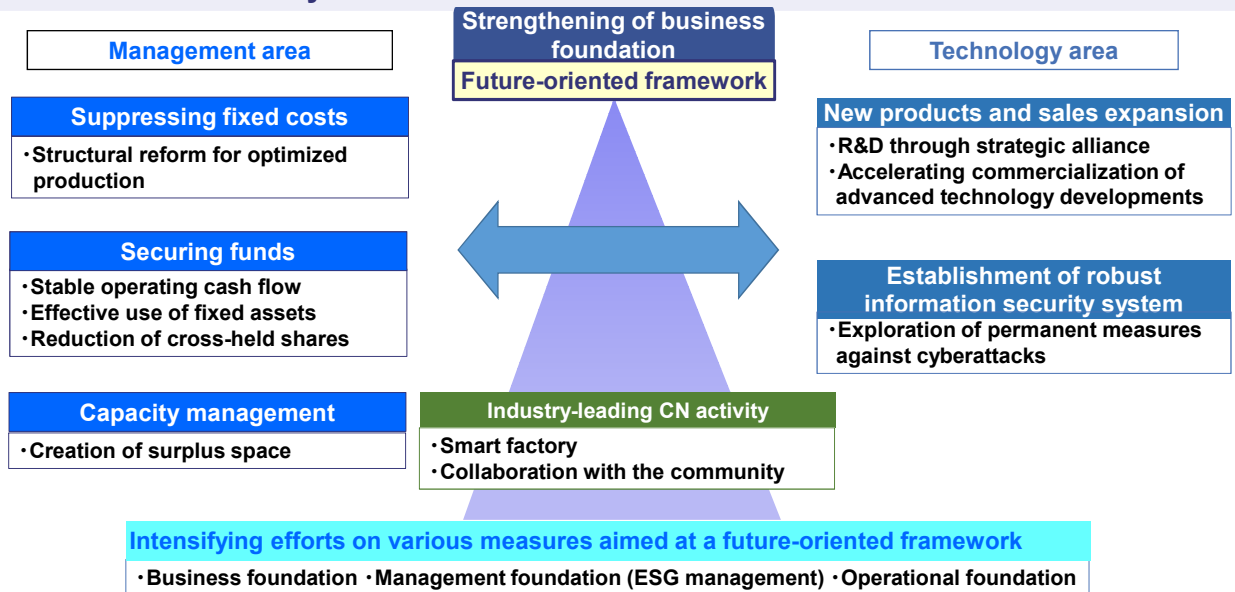 Strengthening of business
foundation
Future-oriented framework
Management area
Suppressing fixed costs
・Structural reform for optimized
production
Securing funds
・Stable operating cash flow
・Effective use of fixed assets
・Reduction of cross-held shares
Capacity management
・Creation of surplus space
Technology area
New products and sales expansion
・R&D through strategic alliance
・Accelerating commercialization of
advanced technology developments
Establishment of robust
information security system
・Exploration of permanent measures
against cyberattacks
Industry-leading CN activity
・Smart factory
・Collaboration with the community
Intensifying efforts on various measures aimed at a future-oriented framework
・Business foundation ・Management foundation (ESG management) ・Operational foundation